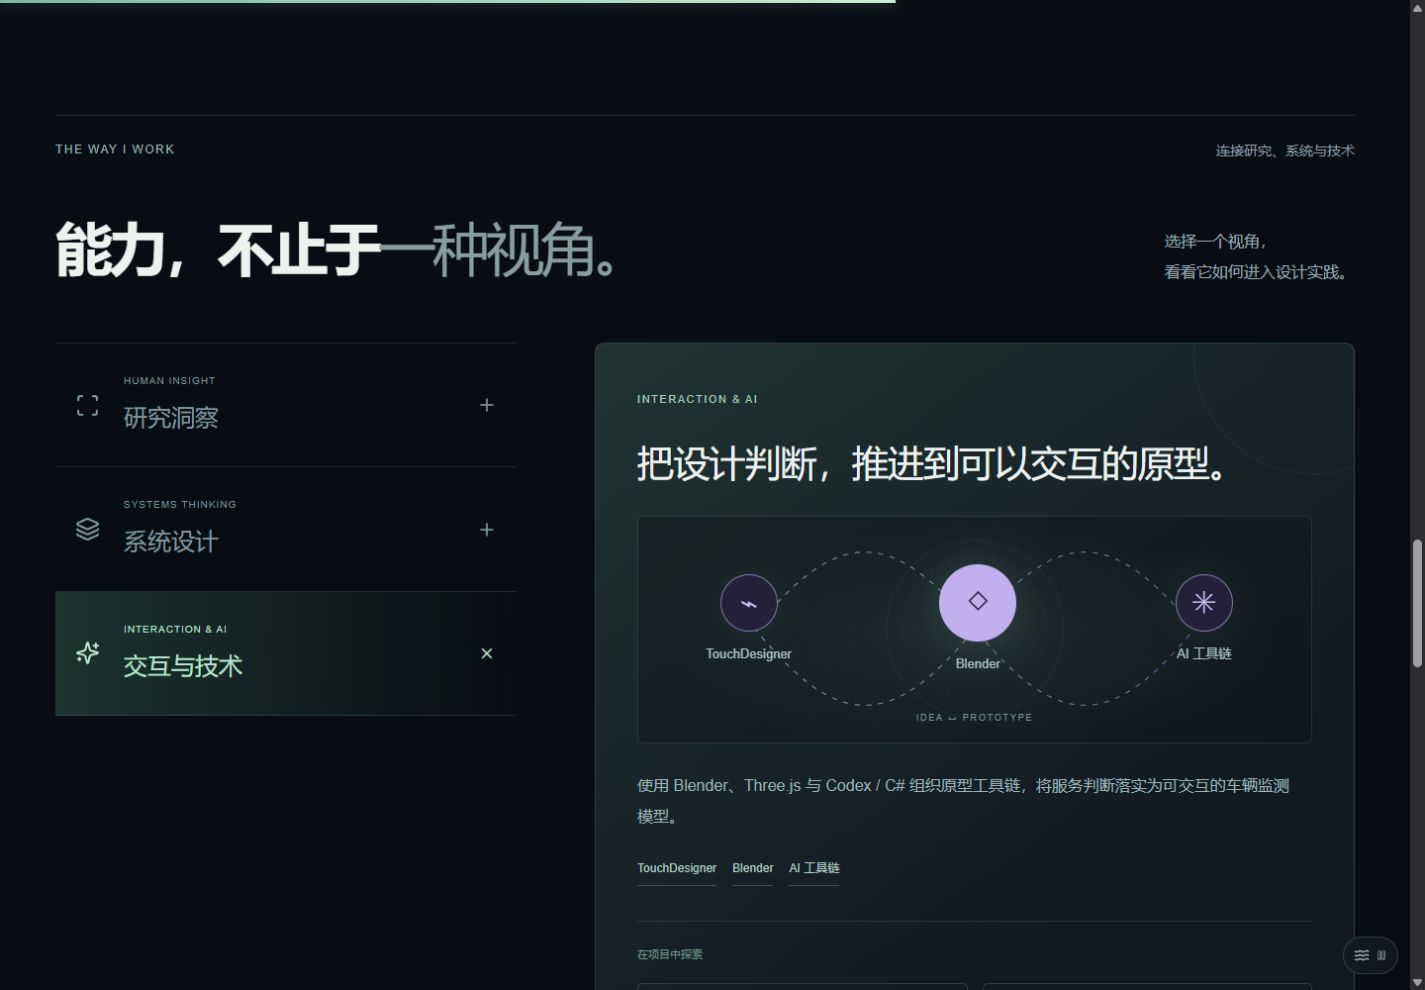 THE WAY I WORK
连接研究、系统与技术
能力，不止于一种视角。
选择一个视角，
看看它如何进入设计实践。
HUMAN INSIGHT
研究洞察
SYSTEMS THINKING
系统设计
INTERACTION & AI
交互与技术
INTERACTION & AI
把设计判断，推进到可以交互的原型。
TouchDesigner
Blender
AI 工具链
IDEA ↔ PROTOTYPE
使用 Blender、Three.js 与 Codex / C# 组织原型工具链，将服务判断落实为可交互的车辆监测
模型。
TouchDesigner Blender AI 工具链
在项目中探索